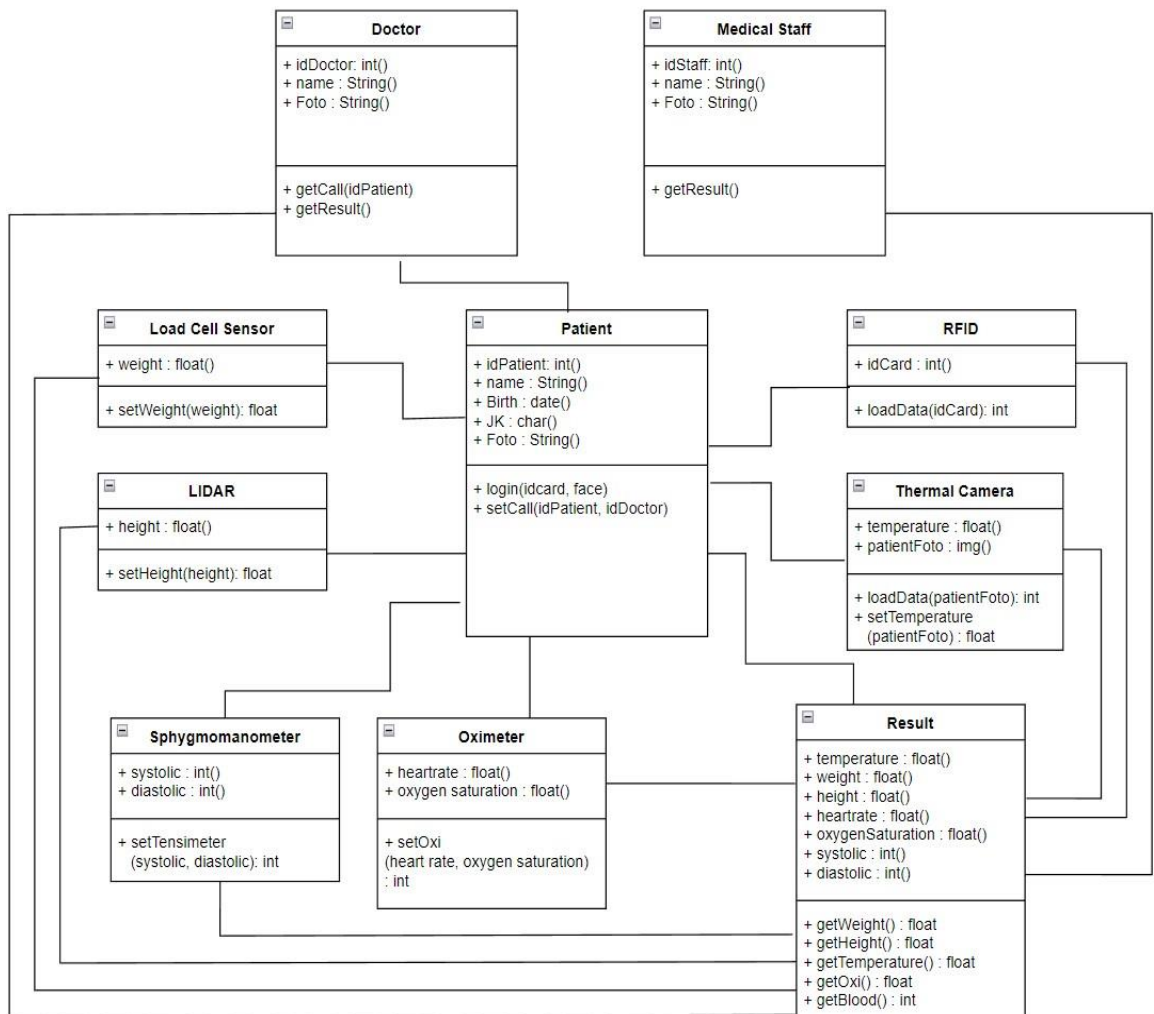 Doctor
+ idDoctor: int()
+ name : String()
+ Foto : String()
+ getCall(idPatient)
+ getResult()
Medical Staff
+ idStaff: int()
+ name : String()
+ Foto : String()
+ getResult()
Load Cell Sensor
+ weight : float()
+ setWeight(weight): float
Patient
+ idPatient: int()
+ name : String()
+ Birth : date()
+ JK : char()
+ Foto : String()
+ login(idcard, face)
+ setCall(idPatient, idDoctor)
RFID
+ idCard : int()
+ loadData(idCard): int
LIDAR
+ height : float()
+ setHeight(height): float
Thermal Camera
+ temperature : float()
+ patientFoto : img()
+ loadData(patientFoto): int
+ setTemperature
(patientFoto) : float
Sphygmomanometer
+ systolic : int()
+ diastolic : int()
+ setTensimeter
(systolic, diastolic): int
Oximeter
+ heartrate : float()
+ oxygen saturation : float()
+ setOxi
(heart rate, oxygen saturation)
: int
Result
+ temperature : float()
+ weight : float()
+ height : float()
+ heartrate : float()
+ oxygenSaturation : float()
+ systolic : int()
+ diastolic : int()
+ getWeight() : float
+ getHeight() : float
+ getTemperature() : float
+ getOxi() : float
+ getBlood() : int